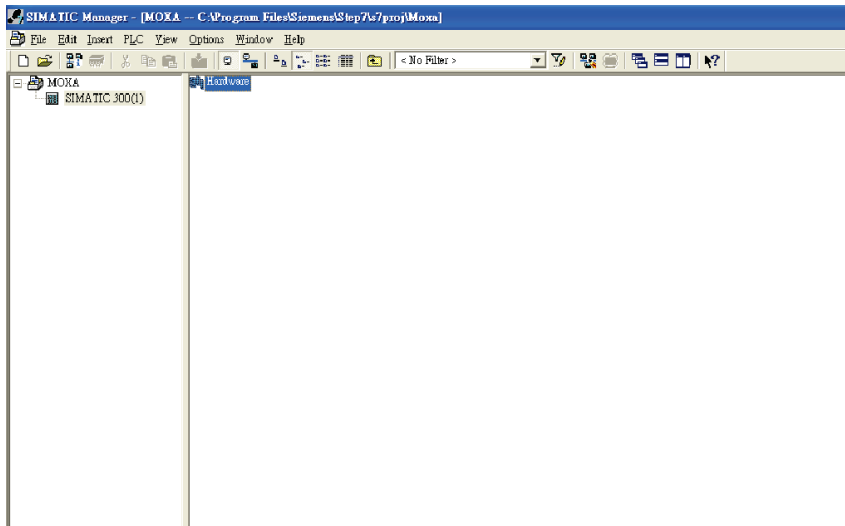 SIMATIC Manager - [MOXA -- C:\Program Files\Siemens\Step7\s7proj\Moxa]
File Edit Insert PLC View Options Window Help
< No Filter >
MOXA
SIMATIC 300(1)
Hardware